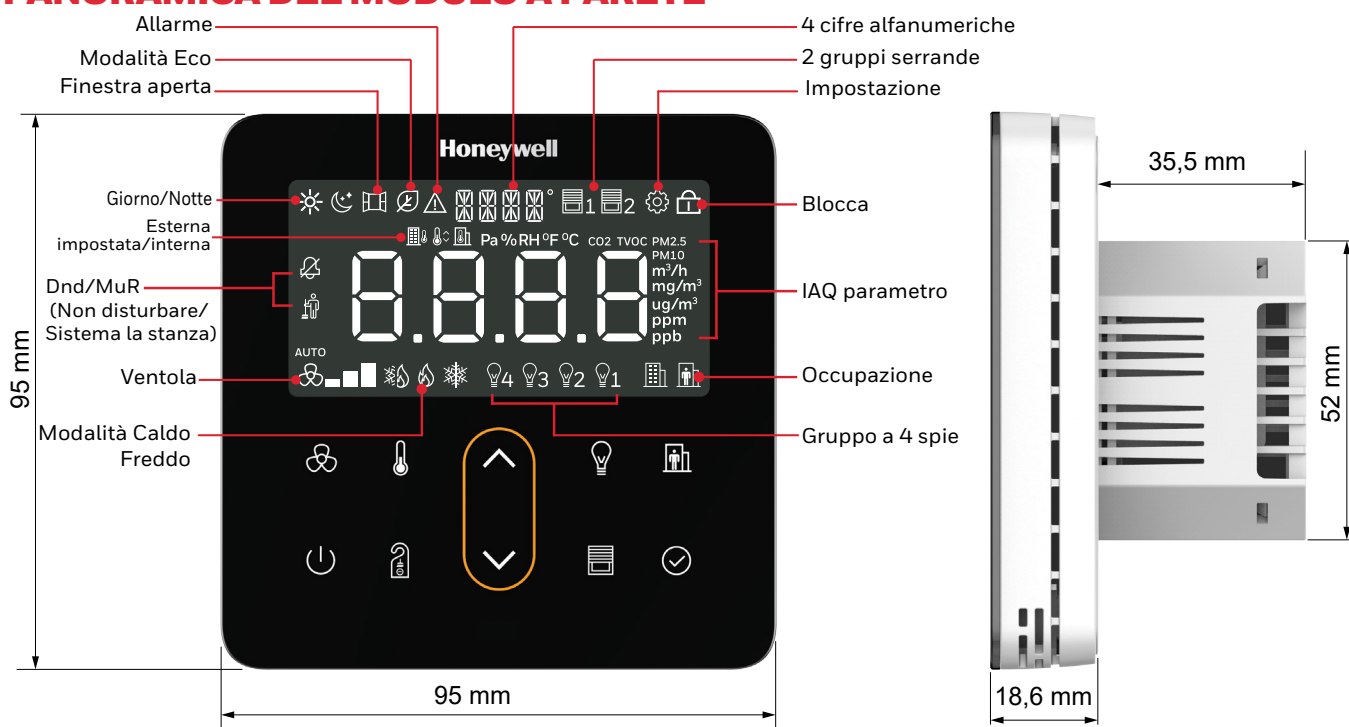 PANORAMICA DEL MODULO A PARETE
Allarme
Modalità Eco
Finestra aperta
4 cifre alfanumeriche
2 gruppi serrande
Impostazione
Honeywell
35,5 mm
Giorno/Notte
1
2
°
Blocca
Esterna
impostata/interna
Pa % RH °F °C CO2 TVOC PM2.5
PM10
m³/h
mg/m³
ug/m³
ppm
ppb
8.8.8.8
Dnd/MuR
(Non disturbare/
Sistema la stanza)
IAQ parametro
AUTO
Ventola
4 3 2 1
Occupazione
Modalità Caldo
Freddo
Gruppo a 4 spie
95 mm
52 mm
95 mm
18,6 mm